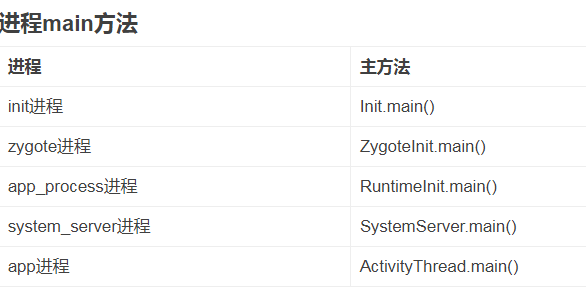 进程main方法
进程 主方法
init进程 Init.main()
zygote进程 ZygoteInit.main()
app_process进程 RuntimeInit.main()
system_server进程 SystemServer.main()
app进程 ActivityThread.main()